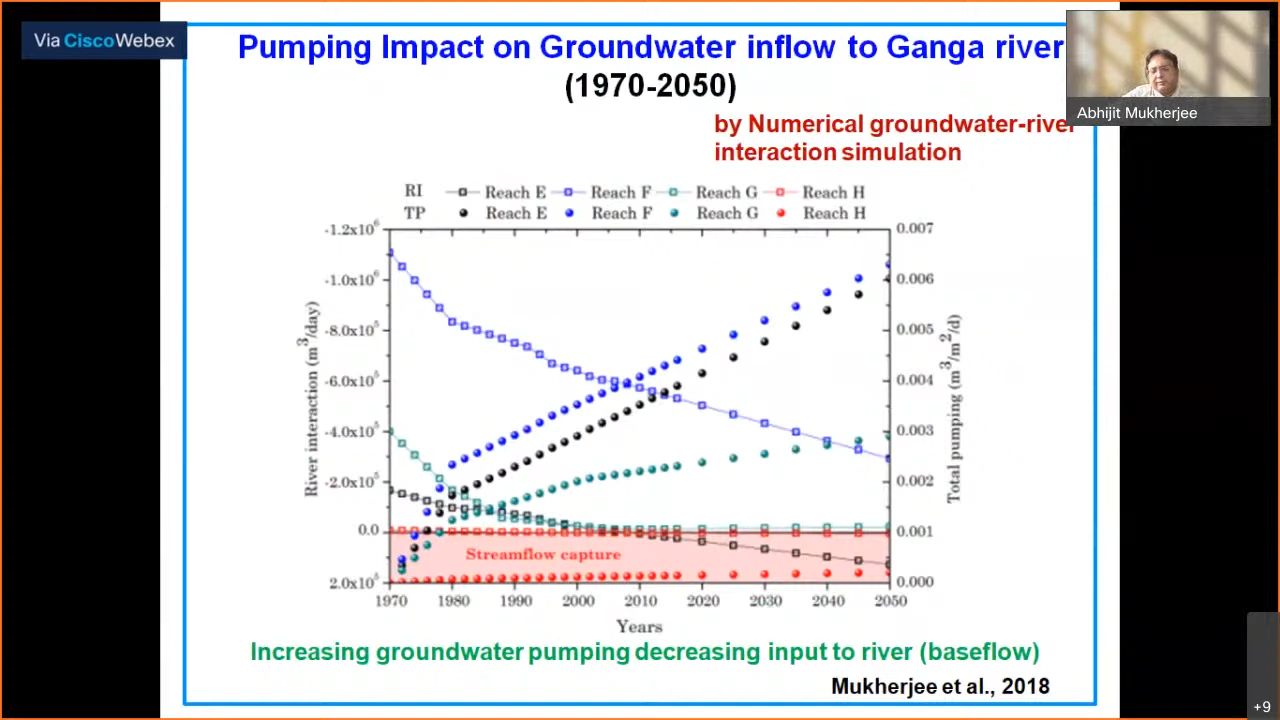 Via Cisco Webex
Pumping Impact on Groundwater inflow to Ganga river
(1970-2050)
Abhijit Mukherjee
by Numerical groundwater-river
interaction simulation
RI Reach E Reach F Reach G Reach H
TP Reach E Reach F Reach G Reach H
-1.2x10⁶ 0.007
-1.0x10⁶ 0.006
-8.0x10⁵ 0.005
-6.0x10⁵ 0.004
-4.0x10⁵ 0.003
-2.0x10⁵ 0.002
0.0 0.001
2.0x10⁵ 0.000
River interaction (m³/day)
Total pumping (m³/m²/d)
Streamflow capture
1970 1980 1990 2000 2010 2020 2030 2040 2050
Years
Increasing groundwater pumping decreasing input to river (baseflow)
Mukherjee et al., 2018
+9